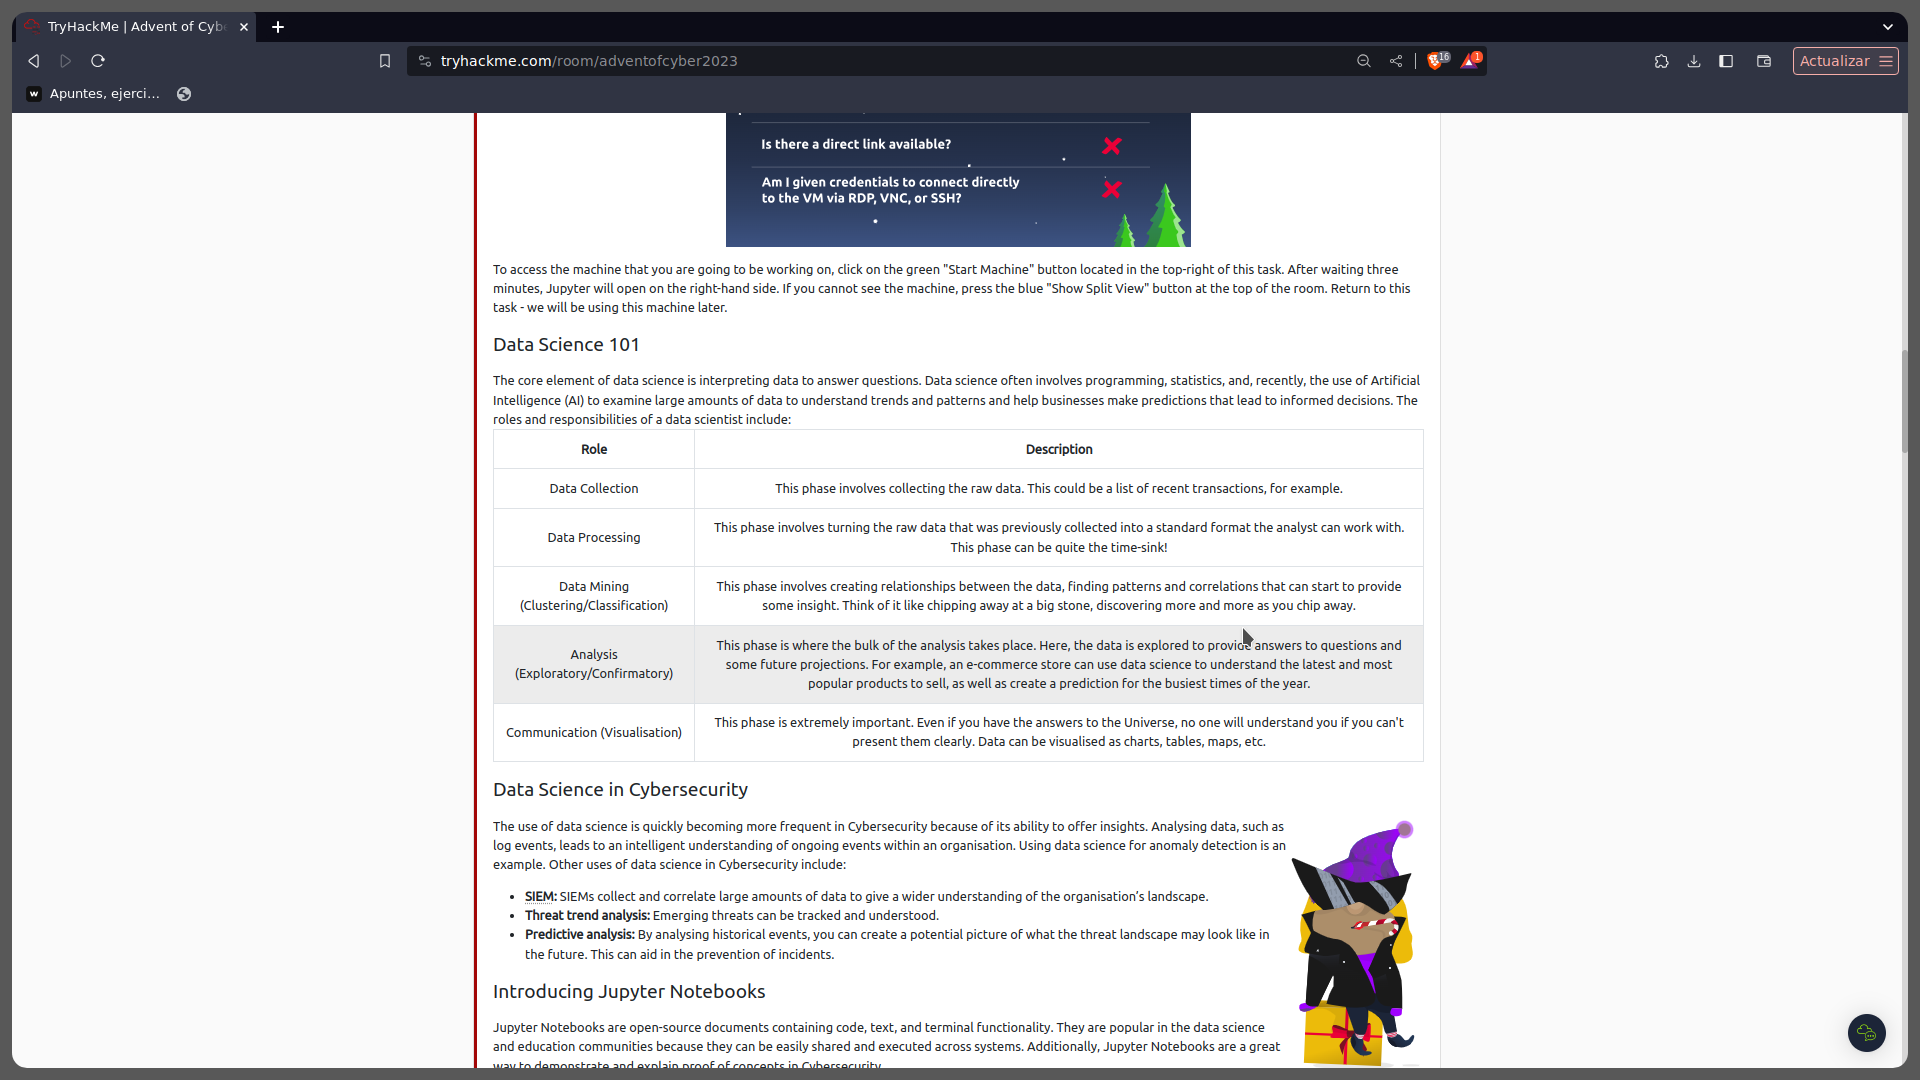 TryHackMe | Advent of Cyb
tryhackme.com/room/adventofcyber2023
16
1
Actualizar
w Apuntes, ejerci...
Is there a direct link available?
Am I given credentials to connect directly
to the VM via RDP, VNC, or SSH?
To access the machine that you are going to be working on, click on the green "Start Machine" button located in the top-right of this task. After waiting three
minutes, Jupyter will open on the right-hand side. If you cannot see the machine, press the blue "Show Split View" button at the top of the room. Return to this
task - we will be using this machine later.
Data Science 101
The core element of data science is interpreting data to answer questions. Data science often involves programming, statistics, and, recently, the use of Artificial
Intelligence (AI) to examine large amounts of data to understand trends and patterns and help businesses make predictions that lead to informed decisions. The
roles and responsibilities of a data scientist include:
Role
Description
Data Collection
This phase involves collecting the raw data. This could be a list of recent transactions, for example.
Data Processing
This phase involves turning the raw data that was previously collected into a standard format the analyst can work with.
This phase can be quite the time-sink!
Data Mining
(Clustering/Classification)
This phase involves creating relationships between the data, finding patterns and correlations that can start to provide
some insight. Think of it like chipping away at a big stone, discovering more and more as you chip away.
Analysis
(Exploratory/Confirmatory)
This phase is where the bulk of the analysis takes place. Here, the data is explored to provide answers to questions and
some future projections. For example, an e-commerce store can use data science to understand the latest and most
popular products to sell, as well as create a prediction for the busiest times of the year.
Communication (Visualisation)
This phase is extremely important. Even if you have the answers to the Universe, no one will understand you if you can't
present them clearly. Data can be visualised as charts, tables, maps, etc.
Data Science in Cybersecurity
The use of data science is quickly becoming more frequent in Cybersecurity because of its ability to offer insights. Analysing data, such as
log events, leads to an intelligent understanding of ongoing events within an organisation. Using data science for anomaly detection is an
example. Other uses of data science in Cybersecurity include:
• SIEM: SIEMs collect and correlate large amounts of data to give a wider understanding of the organisation’s landscape.
• Threat trend analysis: Emerging threats can be tracked and understood.
• Predictive analysis: By analysing historical events, you can create a potential picture of what the threat landscape may look like in
the future. This can aid in the prevention of incidents.
Introducing Jupyter Notebooks
Jupyter Notebooks are open-source documents containing code, text, and terminal functionality. They are popular in the data science
and education communities because they can be easily shared and executed across systems. Additionally, Jupyter Notebooks are a great
way to demonstrate and explain proof of concepts in Cybersecurity.